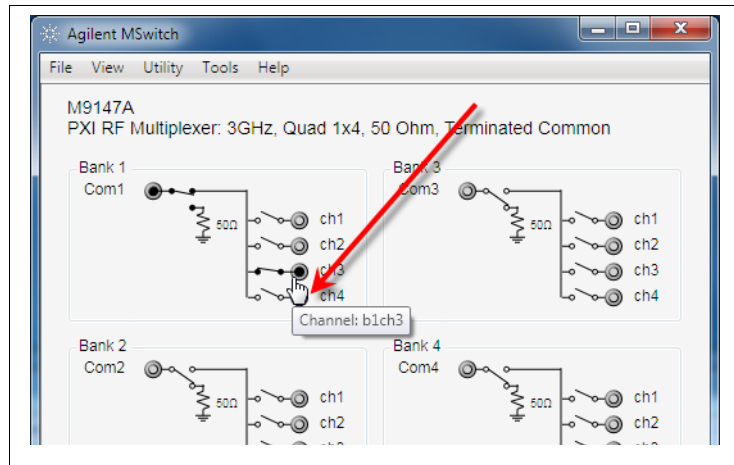 Agilent MSwitch
File View Utility Tools Help
M9147A
PXI RF Multiplexer: 3GHz, Quad 1x4, 50 Ohm, Terminated Common
Bank 1
Com1
50Ω
ch1
ch2
ch3
ch4
Channel: b1ch3
Bank 3
Com3
50Ω
ch1
ch2
ch3
ch4
Bank 2
Com2
50Ω
ch1
ch2
Bank 4
Com4
50Ω
ch1
ch2